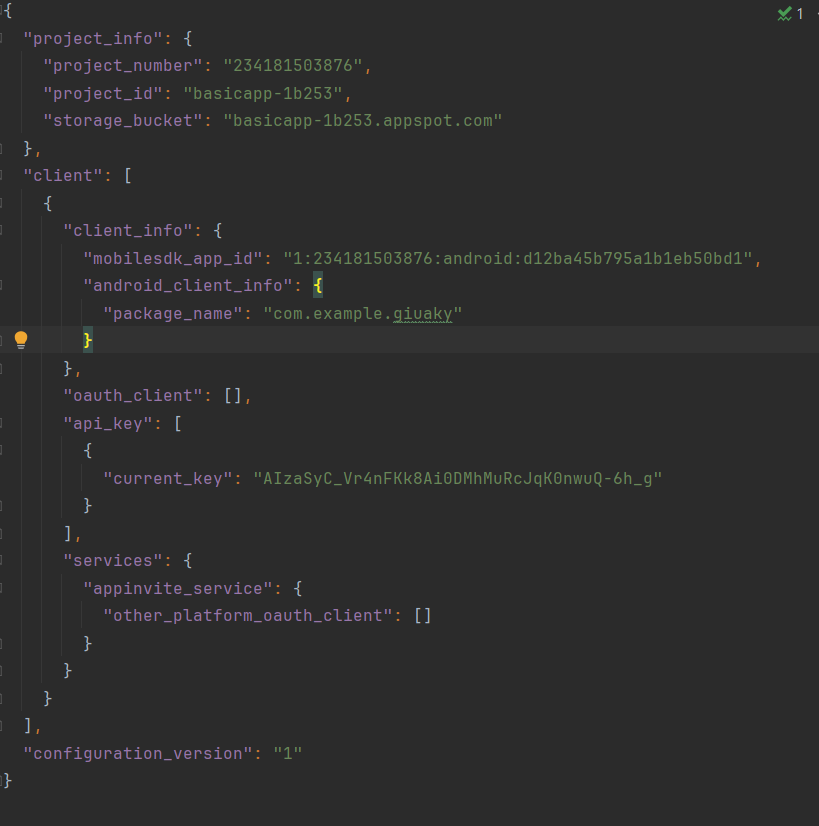 {
"project_info": {
"project_number": "234181503876",
"project_id": "basicapp-1b253",
"storage_bucket": "basicapp-1b253.appspot.com"
},
"client": [
{
"client_info": {
"mobilesdk_app_id": "1:234181503876:android:d12ba45b795a1b1eb50bd1",
"android_client_info": {
"package_name": "com.example.giuaky"
}
},
"oauth_client": [],
"api_key": [
{
"current_key": "AIzaSyC_Vr4nFKk8Ai0DMhMuRcJqK0nwuQ-6h_g"
}
],
"services": {
"appinvite_service": {
"other_platform_oauth_client": []
}
}
}
],
"configuration_version": "1"
}
1